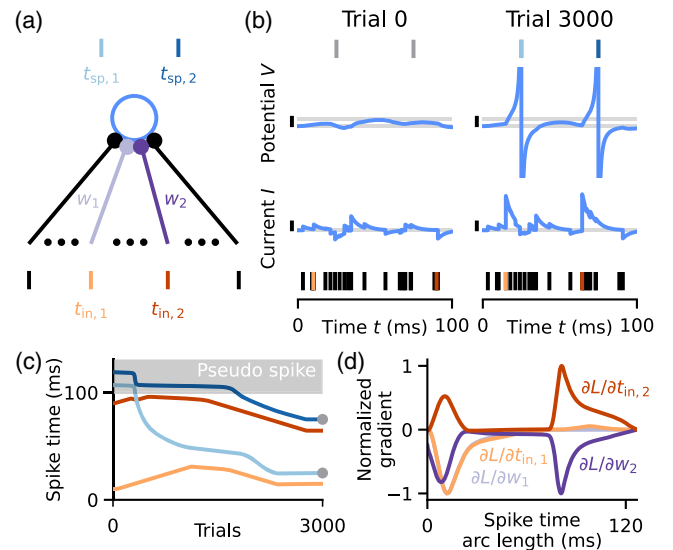 (a)
t_sp, 1
t_sp, 2
w_1
w_2
t_in, 1
t_in, 2
(b)
Trial 0
Trial 3000
Potential V
Current I
0
100
0
100
Time t (ms)
Time t (ms)
(c)
Pseudo spike
Spike time (ms)
100
0
0
3000
Trials
(d)
Normalized
gradient
1
0
−1
∂L/∂t_in, 2
∂L/∂t_in, 1
∂L/∂w_1
∂L/∂w_2
0
120
Spike time
arc length (ms)